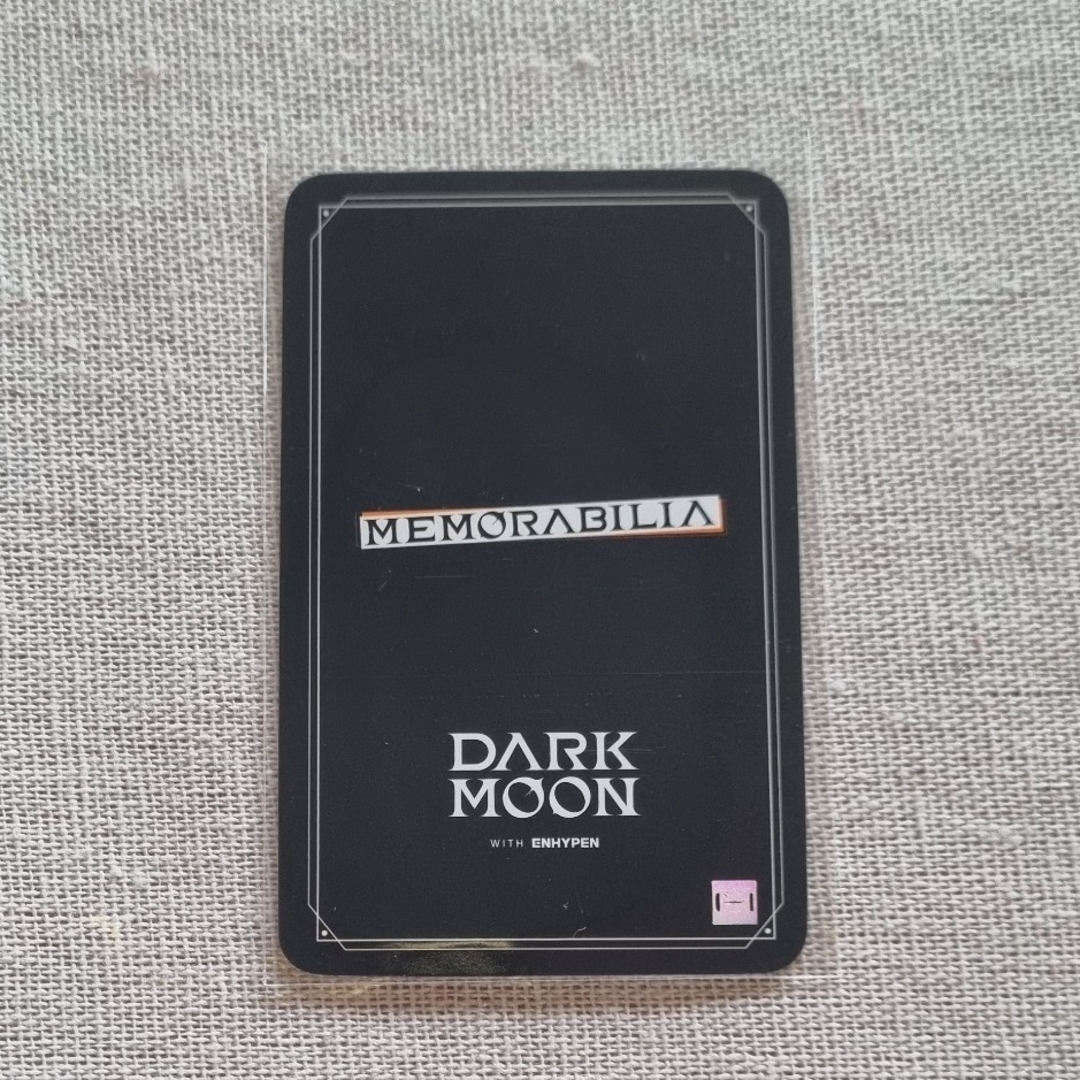 MEMORABILIA
DARK
MOON
WITH ENHYPEN